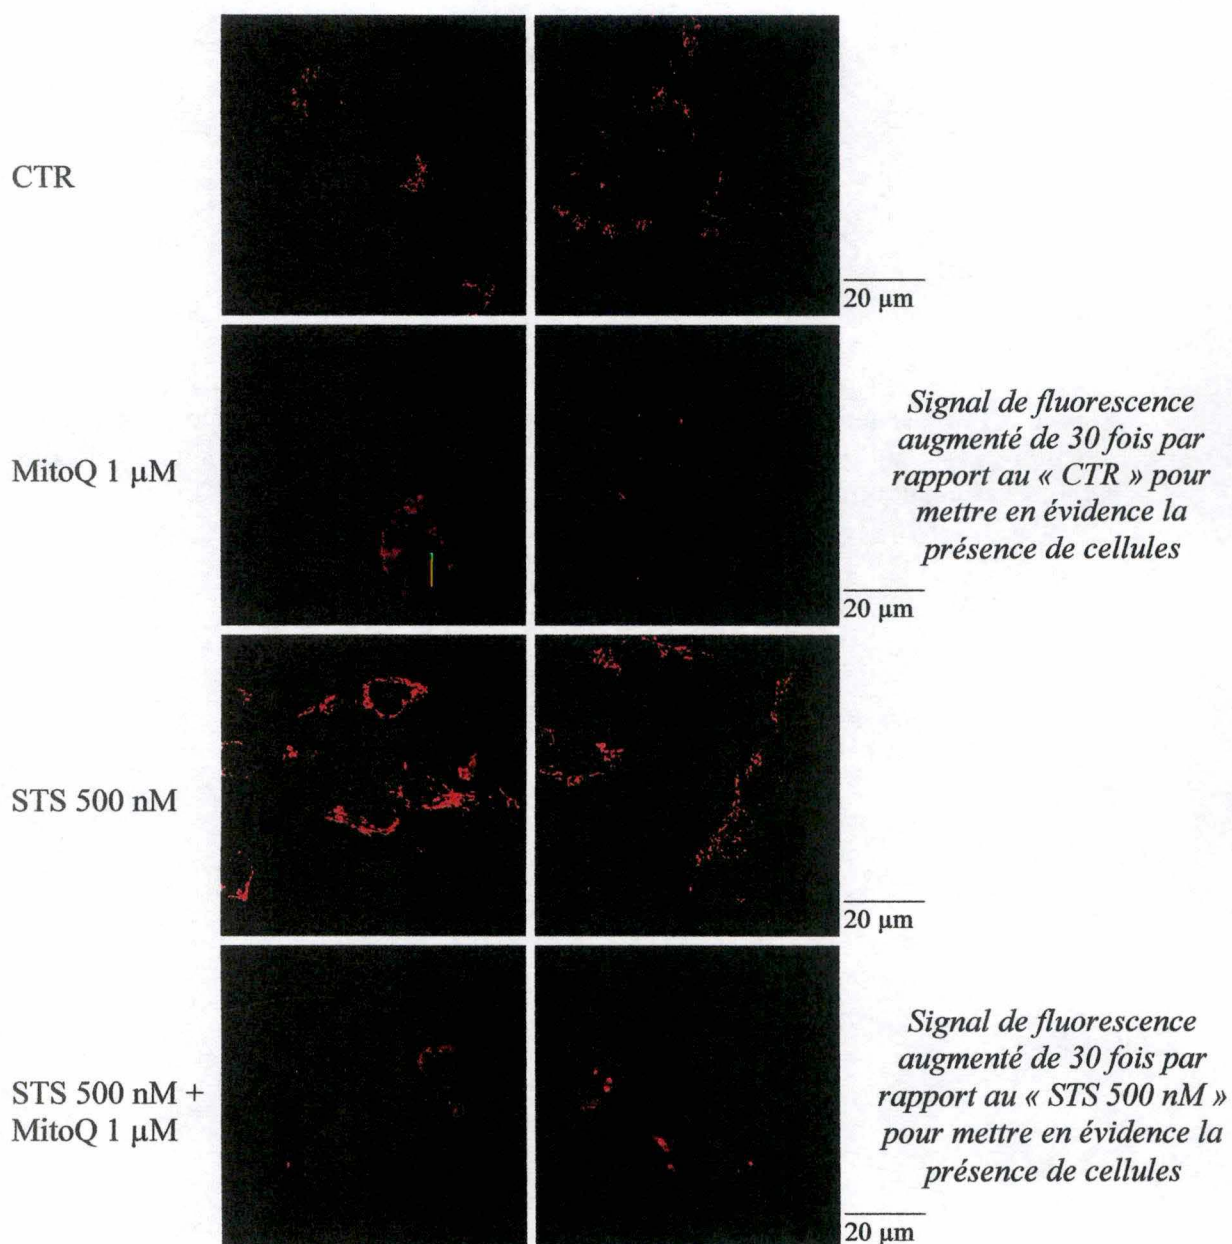 CTR
20 µm
MitoQ 1 µM
Signal de fluorescence
augmenté de 30 fois par
rapport au « CTR » pour
mettre en évidence la
présence de cellules
20 µm
STS 500 nM
20 µm
STS 500 nM +
MitoQ 1 µM
Signal de fluorescence
augmenté de 30 fois par
rapport au « STS 500 nM »
pour mettre en évidence la
présence de cellules
20 µm